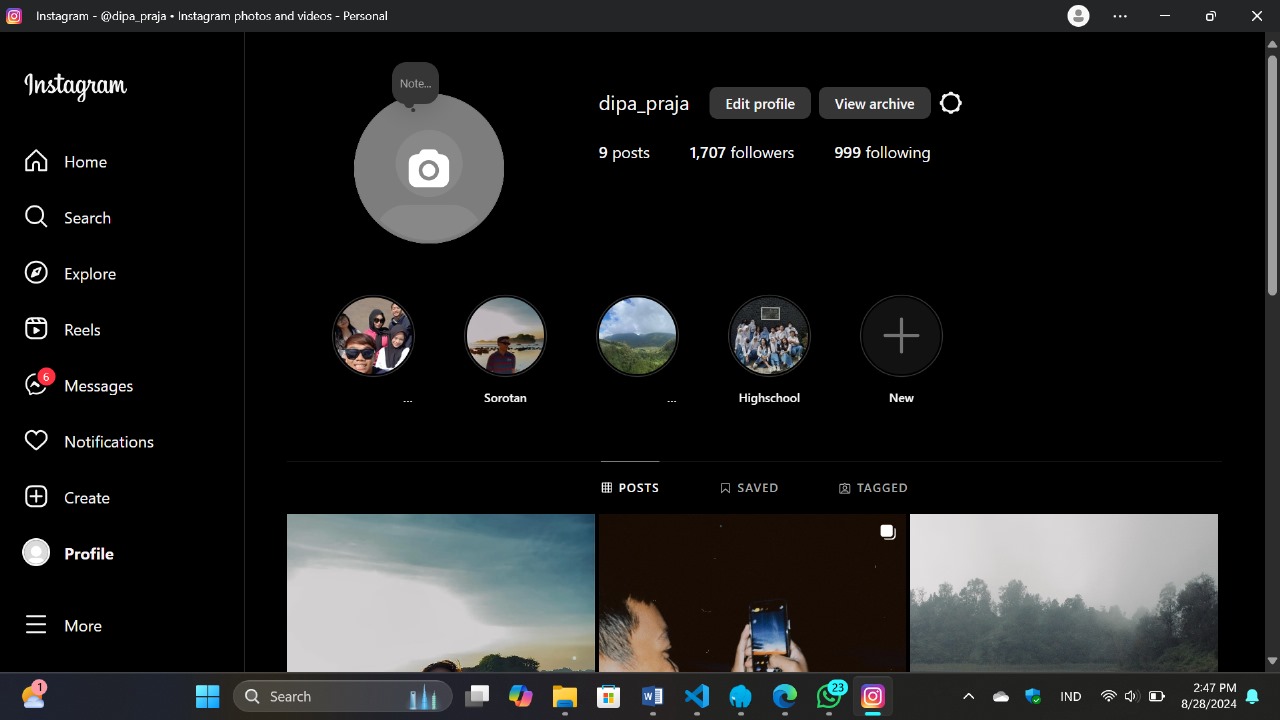 Instagram - @dipa_praja • Instagram photos and videos - Personal
Instagram
Home
Search
Explore
Reels
6
Messages
Notifications
Create
Profile
More
Note...
dipa_praja
Edit profile
View archive
9 posts
1,707 followers
999 following
...
Sorotan
...
Highschool
New
POSTS
SAVED
TAGGED
1
Search
23
IND
2:47 PM
8/28/2024